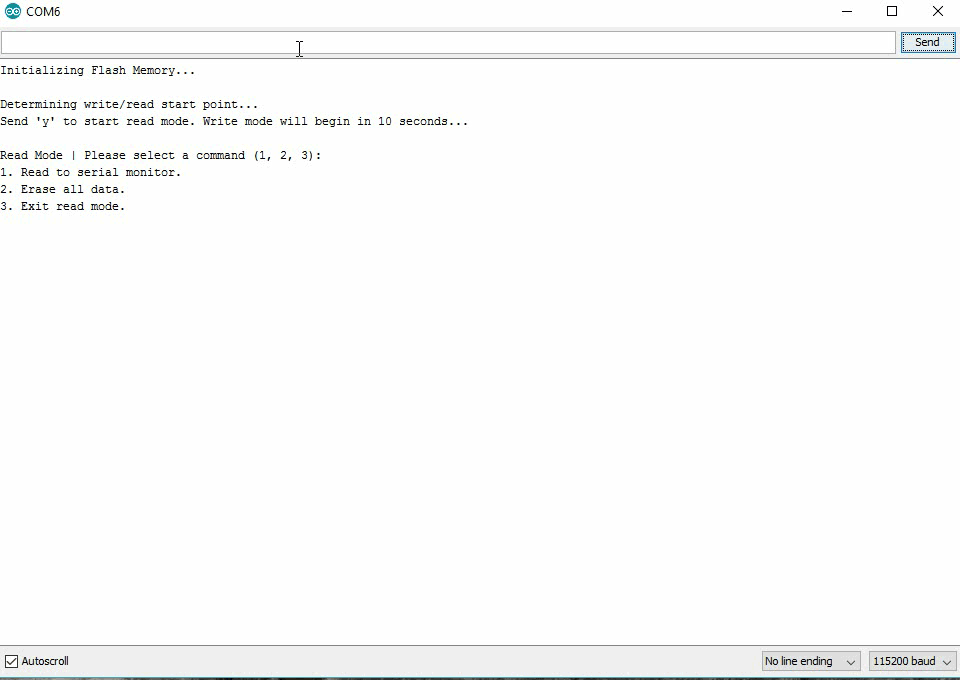 COM6
Send
Initializing Flash Memory...
Determining write/read start point...
Send 'y' to start read mode. Write mode will begin in 10 seconds...
Read Mode | Please select a command (1, 2, 3):
1. Read to serial monitor.
2. Erase all data.
3. Exit read mode.
Autoscroll
No line ending
115200 baud